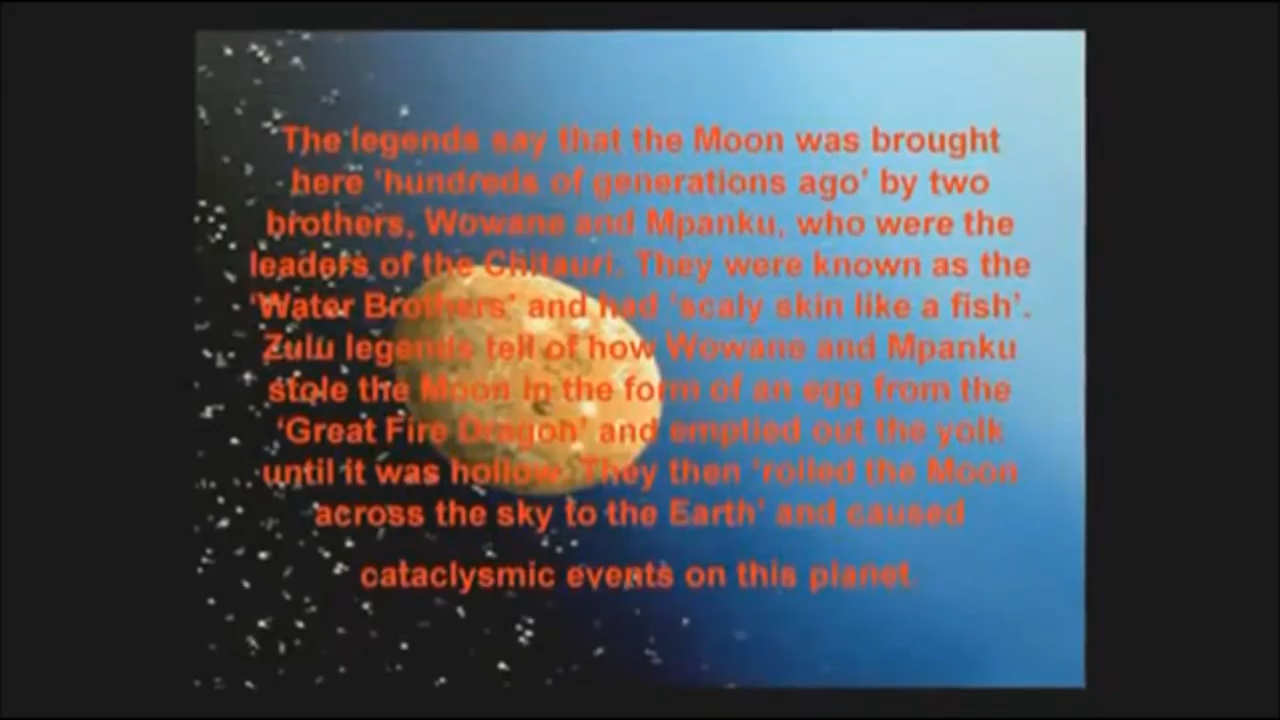 The legends say that the Moon was brought
here 'hundreds of generations ago' by two
brothers, Wowane and Mpanku, who were the
leaders of the Chitauri. They were known as the
'Water Brothers' and had 'scaly skin like a fish'.
Zulu legends tell of how Wowane and Mpanku
stole the Moon in the form of an egg from the
'Great Fire Dragon' and emptied out the yolk
until it was hollow. They then 'rolled the Moon
across the sky to the Earth' and caused
cataclysmic events on this planet.